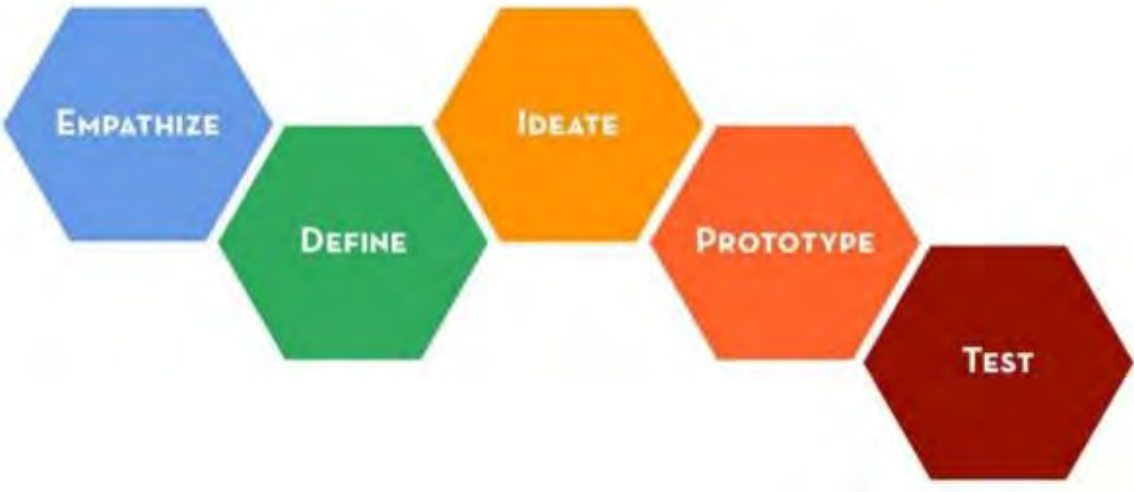 EMPATHIZE
DEFINE
IDEATE
PROTOTYPE
TEST